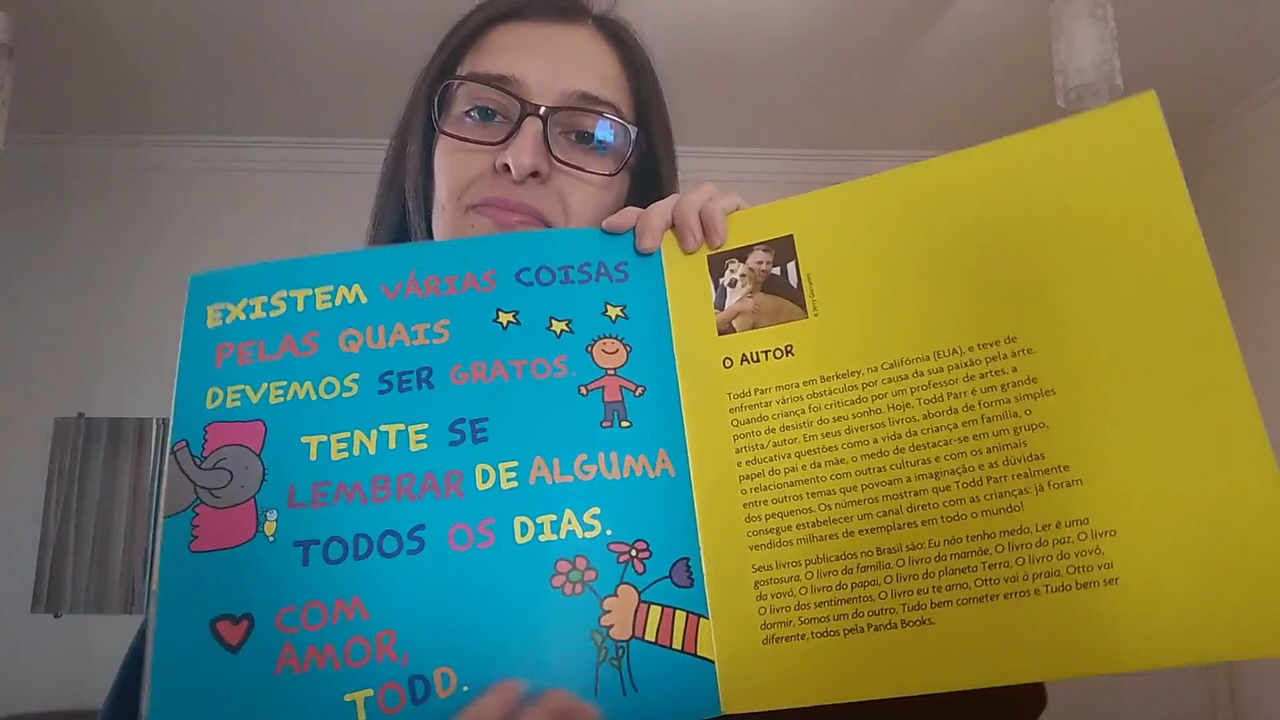 EXISTEM VÁRIAS COISAS
PELAS QUAIS
DEVEMOS SER GRATOS.
TENTE SE
LEMBRAR DE ALGUMA
TODOS OS DIAS.
COM
AMOR,
TODD.
O AUTOR
Todd Parr mora em Berkeley, na Califórnia (EUA), e teve de
enfrentar vários obstáculos por causa da sua paixão pela arte.
Quando criança foi criticado por um professor de artes, a
ponto de desistir do seu sonho. Hoje, Todd Parr é um grande
artista/autor. Em seus diversos livros, aborda de forma simples
e educativa questões como a vida da criança em família, o
papel do pai e da mãe, o medo de destacar-se em um grupo,
o relacionamento com outras culturas e com os animais
entre outros temas que povoam a imaginação e as dúvidas
dos pequenos. Os números mostram que Todd Parr realmente
consegue estabelecer um canal direto com as crianças: já foram
vendidos milhares de exemplares em todo o mundo!
Seus livros publicados no Brasil são: Eu não tenho medo, Ler é uma
gostosura, O livro da família, O livro da mamãe, O livro da paz, O livro
da vovó, O livro do papai, O livro do planeta Terra, O livro do vovô,
O livro dos sentimentos, O livro eu te amo, Otto vai à praia, Otto vai
dormir, Somos um do outro, Tudo bem cometer erros e Tudo bem ser
diferente, todos pela Panda Books.